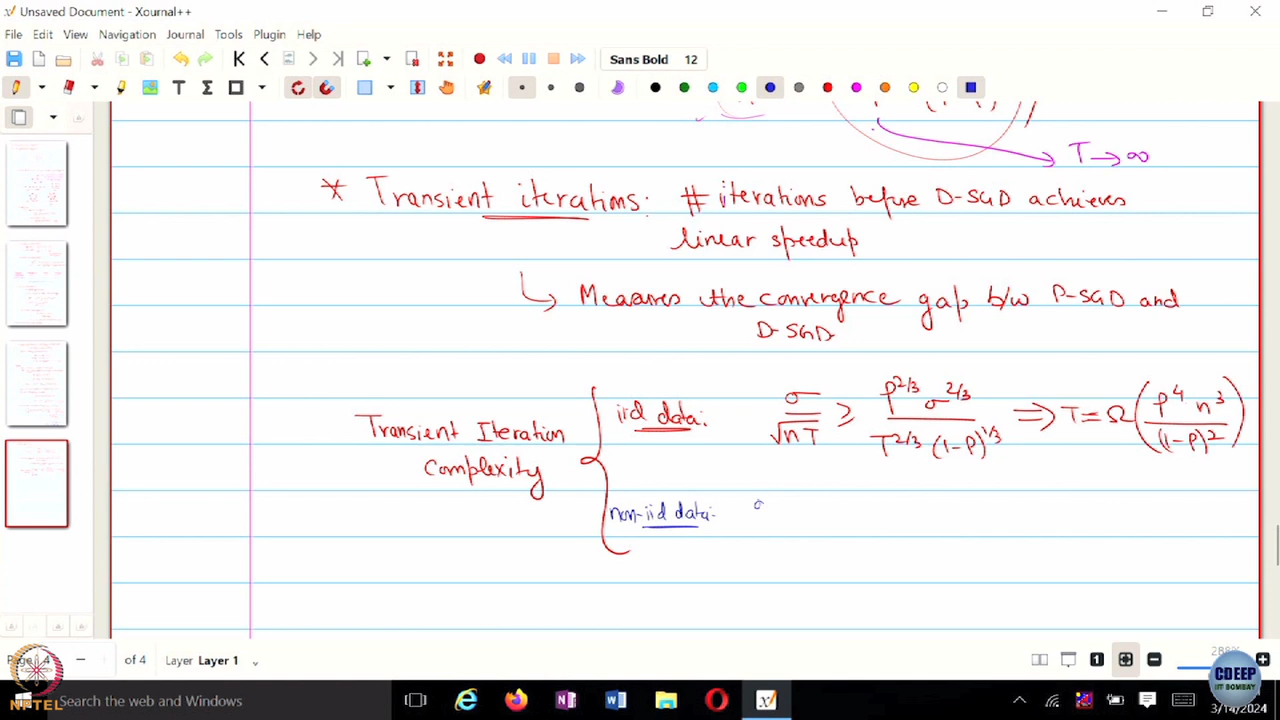 Unsaved Document - Xournal++
File Edit View Navigation Journal Tools Plugin Help
Sans Bold 12
T → ∞
* Transient iterations: # iterations before D-SGD achieves
linear speedup
↳ Measures the convergence gap b/w P-SGD and
D-SGD
Transient Iteration
complexity
iid data: σ/√(nT) ≥ (ρ^{2/3} σ^{2/3})/(T^{2/3} (1-ρ)^{1/3}) ⟹ T = Ω((ρ^4 n^3)/(1-ρ)^2)
non-iid data: σ
Page 4 of 4 Layer Layer 1
288%
NPTEL
Search the web and Windows
CDEEP
IIT BOMBAY
3/14/2024